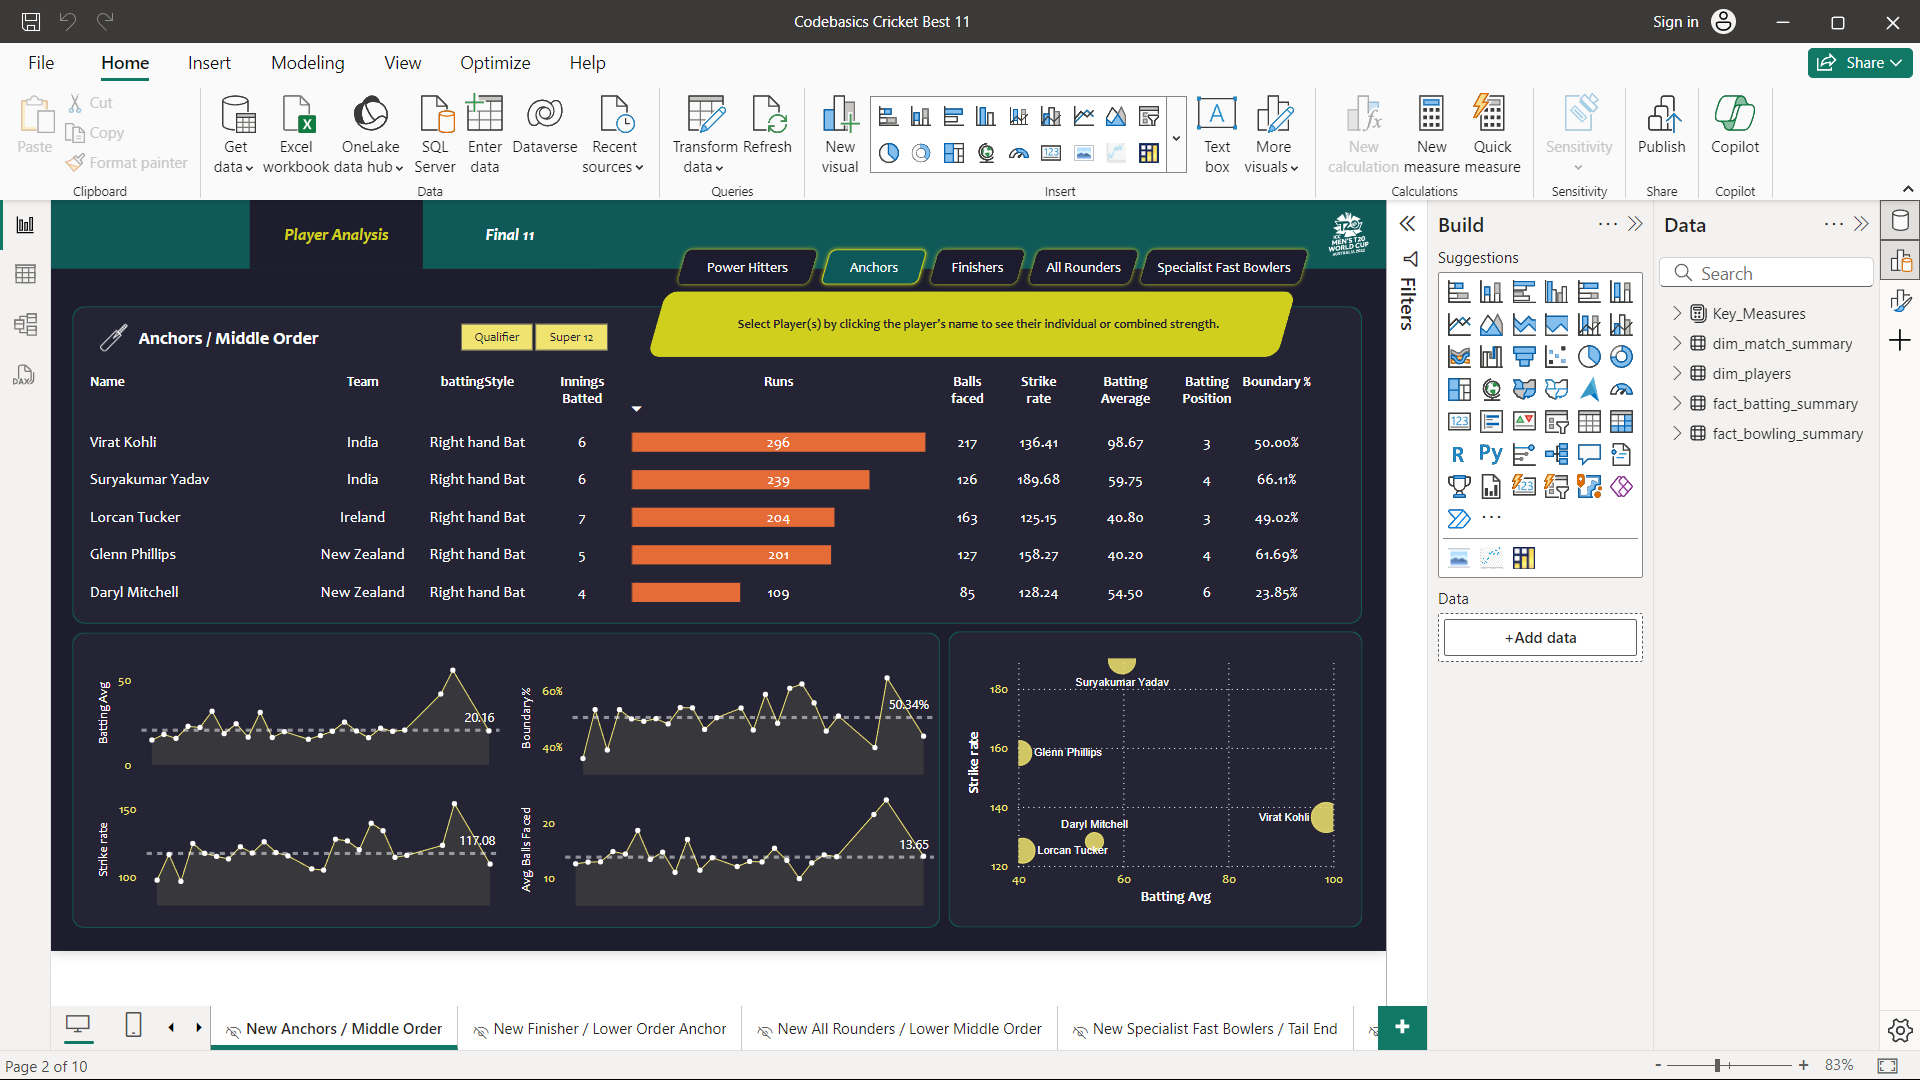 Codebasics Cricket Best 11
Sign in
File
Home
Insert
Modeling
View
Optimize
Help
Share
Paste
Cut
Copy
Format painter
Clipboard
Get data
Excel workbook
OneLake data hub
SQL Server
Enter data
Dataverse
Recent sources
Data
Transform data
Refresh
Queries
New visual
123
Text box
More visuals
Insert
New calculation
New measure
Quick measure
Calculations
Sensitivity
Sensitivity
Publish
Share
Copilot
Copilot
DAX
Player Analysis
Final 11
ICC
T20
MEN'S T20
WORLD CUP
AUSTRALIA 2022
Power Hitters
Anchors
Finishers
All Rounders
Specialist Fast Bowlers
Select Player(s) by clicking the player's name to see their individual or combined strength.
Anchors / Middle Order
Qualifier
Super 12
Name Team battingStyle Innings Batted Runs Balls faced Strike rate Batting Average Batting Position Boundary %
Virat Kohli India Right hand Bat 6 296 217 136.41 98.67 3 50.00%
Suryakumar Yadav India Right hand Bat 6 239 126 189.68 59.75 4 66.11%
Lorcan Tucker Ireland Right hand Bat 7 204 163 125.15 40.80 3 49.02%
Glenn Phillips New Zealand Right hand Bat 5 201 127 158.27 40.20 4 61.69%
Daryl Mitchell New Zealand Right hand Bat 4 109 85 128.24 54.50 6 23.85%
Batting Avg
50
0
20.16
Boundary%
60%
40%
50.34%
Strike rate
150
100
117.08
Avg. Balls Faced
20
10
13.65
Strike rate
180
160
140
120
Suryakumar Yadav
Glenn Phillips
Virat Kohli
Daryl Mitchell
Lorcan Tucker
40 60 80 100
Batting Avg
Filters
Build
Suggestions
123
R
Py
123
Data
+Add data
Data
Search
Key_Measures
dim_match_summary
dim_players
fact_batting_summary
fact_bowling_summary
New Anchors / Middle Order
New Finisher / Lower Order Anchor
New All Rounders / Lower Middle Order
New Specialist Fast Bowlers / Tail End
Page 2 of 10
83%